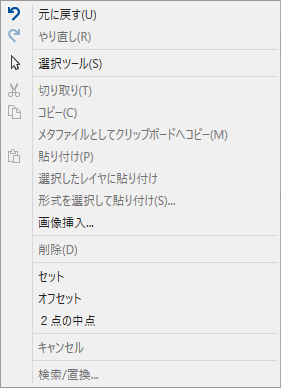 元に戻す(U)
やり直し(R)
選択ツール(S)
切り取り(T)
コピー(C)
メタファイルとしてクリップボードへコピー(M)
貼り付け(P)
選択したレイヤに貼り付け
形式を選択して貼り付け(S)...
画像挿入...
削除(D)
セット
オフセット
２点の中点
キャンセル
検索/置換...